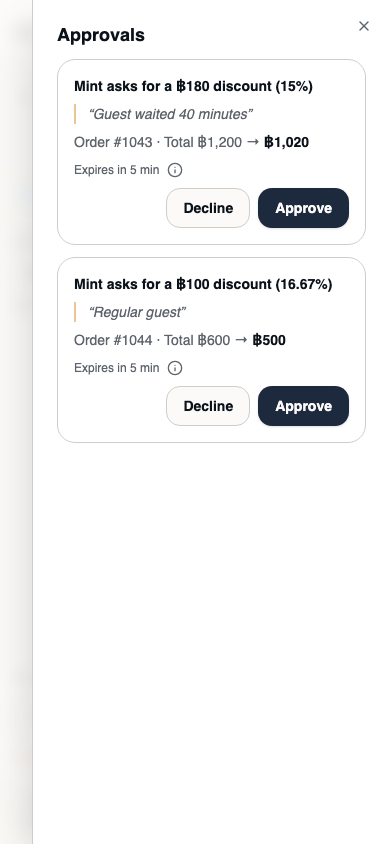 Approvals
Mint asks for a ฿180 discount (15%)
“Guest waited 40 minutes”
Order #1043 · Total ฿1,200 → ฿1,020
Expires in 5 min
Decline
Approve
Mint asks for a ฿100 discount (16.67%)
“Regular guest”
Order #1044 · Total ฿600 → ฿500
Expires in 5 min
Decline
Approve